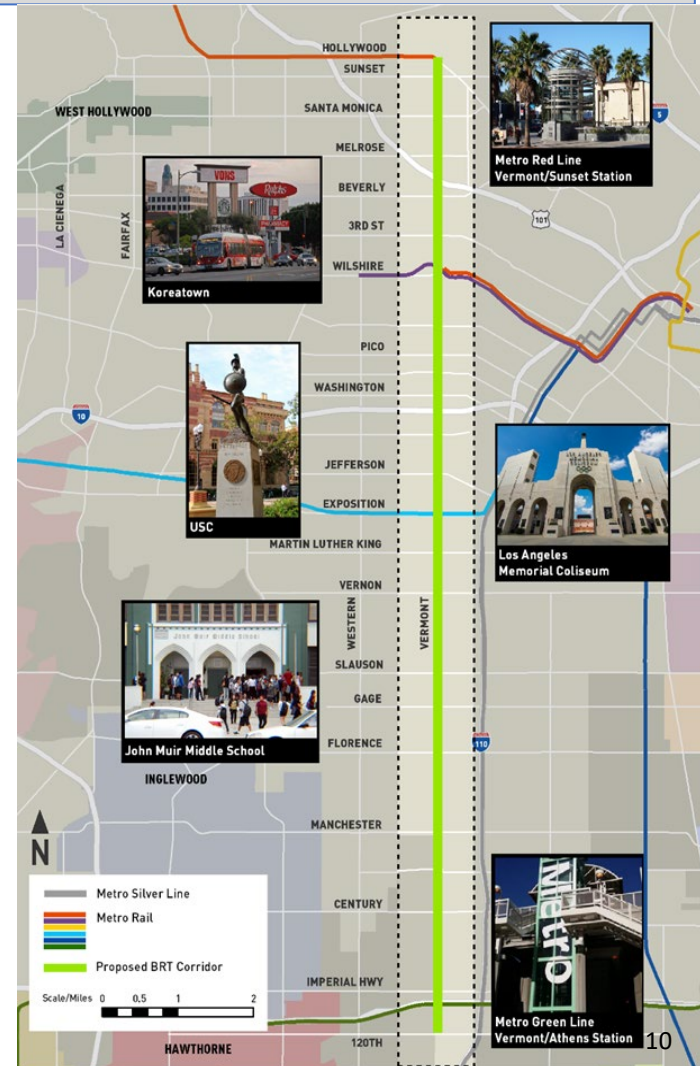 HOLLYWOOD
SUNSET
WEST HOLLYWOOD
SANTA MONICA
5
Metro Red Line
Vermont/Sunset Station
MELROSE
LA CIENEGA
FAIRFAX
VONS
Ralphs
BEVERLY
3RD ST
101
WILSHIRE
Koreatown
PICO
WASHINGTON
10
JEFFERSON
EXPOSITION
USC
MARTIN LUTHER KING
LOS ANGELES
MEMORIAL COLISEUM
Los Angeles
Memorial Coliseum
VERNON
WESTERN
VERMONT
John Muir Middle School
SLAUSON
GAGE
FLORENCE
110
John Muir Middle School
INGLEWOOD
MANCHESTER
N
Metro Silver Line
Metro Rail
CENTURY
Metro
Proposed BRT Corridor
IMPERIAL HWY
Scale/Miles 0 0.5 1 2
Metro Green Line
Vermont/Athens Station
10
120TH
HAWTHORNE